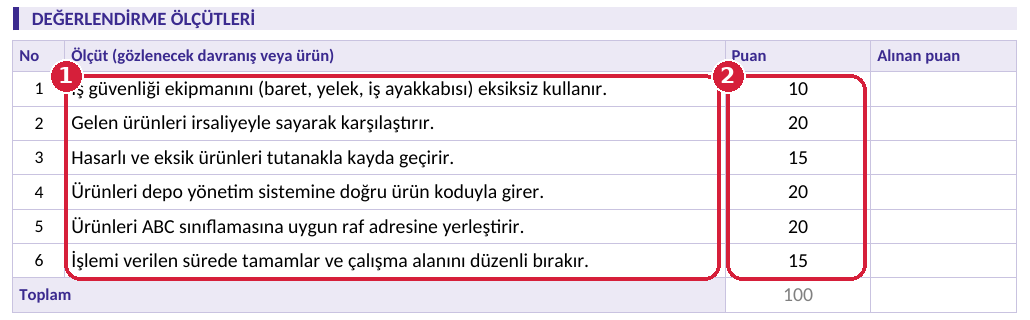 DEĞERLENDİRME ÖLÇÜTLERİ
No Ölçüt (gözlenecek davranış veya ürün) Puan Alınan puan
1 2
1 İş güvenliği ekipmanını (baret, yelek, iş ayakkabısı) eksiksiz kullanır. 10
2 Gelen ürünleri irsaliyeyle sayarak karşılaştırır. 20
3 Hasarlı ve eksik ürünleri tutanakla kayda geçirir. 15
4 Ürünleri depo yönetim sistemine doğru ürün koduyla girer. 20
5 Ürünleri ABC sınıflamasına uygun raf adresine yerleştirir. 20
6 İşlemi verilen sürede tamamlar ve çalışma alanını düzenli bırakır. 15
Toplam 100